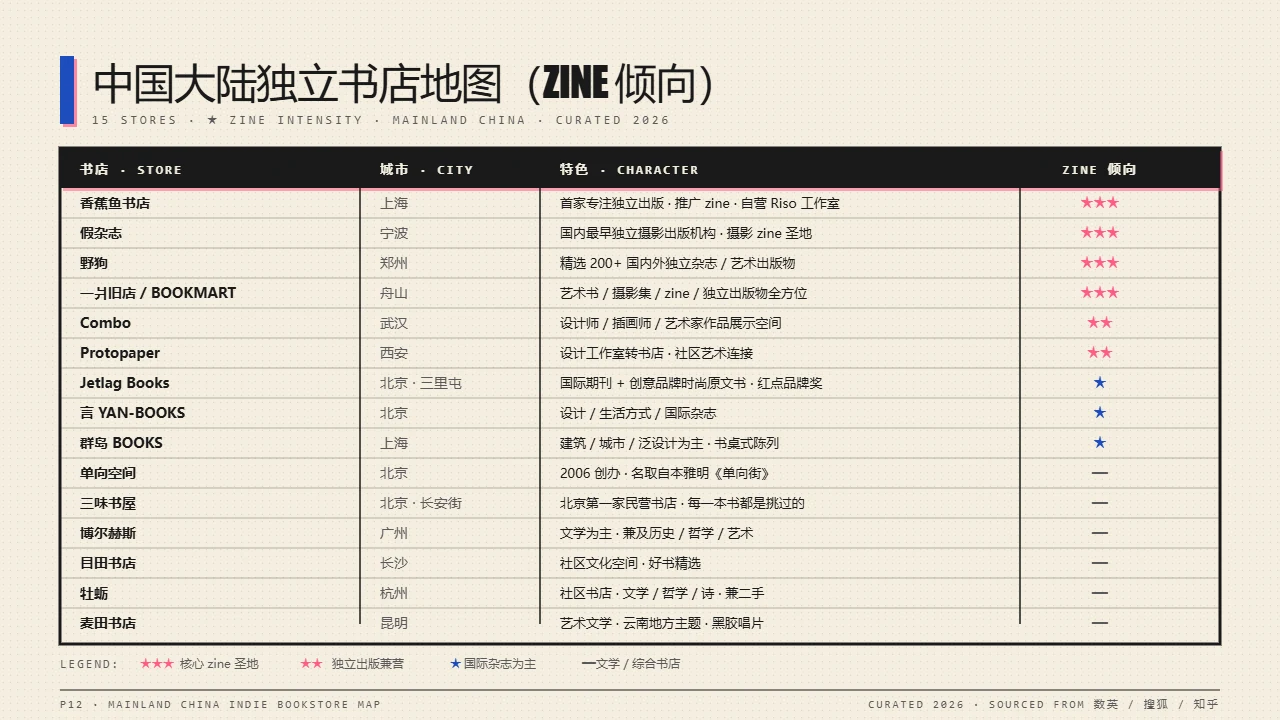 中国大陆独立书店地图（ZINE 倾向）
15 STORES · ★ ZINE INTENSITY · MAINLAND CHINA · CURATED 2026
书店 · STORE 城市 · CITY 特色 · CHARACTER ZINE 倾向
香蕉鱼书店 上海 首家专注独立出版 · 推广 zine · 自营 Riso 工作室 ★★★
假杂志 宁波 国内最早独立摄影出版机构 · 摄影 zine 圣地 ★★★
野狗 郑州 精选 200+ 国内外独立杂志 / 艺术出版物 ★★★
一爿旧店 / BOOKMART 舟山 艺术书 / 摄影集 / zine / 独立出版物全方位 ★★★
Combo 武汉 设计师 / 插画师 / 艺术家作品展示空间 ★★
Protopaper 西安 设计工作室转书店 · 社区艺术连接 ★★
Jetlag Books 北京 · 三里屯 国际期刊 + 创意品牌时尚原文书 · 红点品牌奖 ★
言 YAN-BOOKS 北京 设计 / 生活方式 / 国际杂志 ★
群岛 BOOKS 上海 建筑 / 城市 / 泛设计为主 · 书桌式陈列 ★
单向空间 北京 2006 创办 · 名取自本雅明《单向街》 —
三味书屋 北京 · 长安街 北京第一家民营书店 · 每一本书都是挑过的 —
博尔赫斯 广州 文学为主 · 兼及历史 / 哲学 / 艺术 —
目田书店 长沙 社区文化空间 · 好书精选 —
牡蛎 杭州 社区书店 · 文学 / 哲学 / 诗 · 兼二手 —
麦田书店 昆明 艺术文学 · 云南地方主题 · 黑胶唱片 —
LEGEND: ★★★ 核心 zine 圣地 ★★ 独立出版兼营 ★ 国际杂志为主 — 文学 / 综合书店
P12 · MAINLAND CHINA INDIE BOOKSTORE MAP CURATED 2026 · SOURCED FROM 数英 / 搜狐 / 知乎